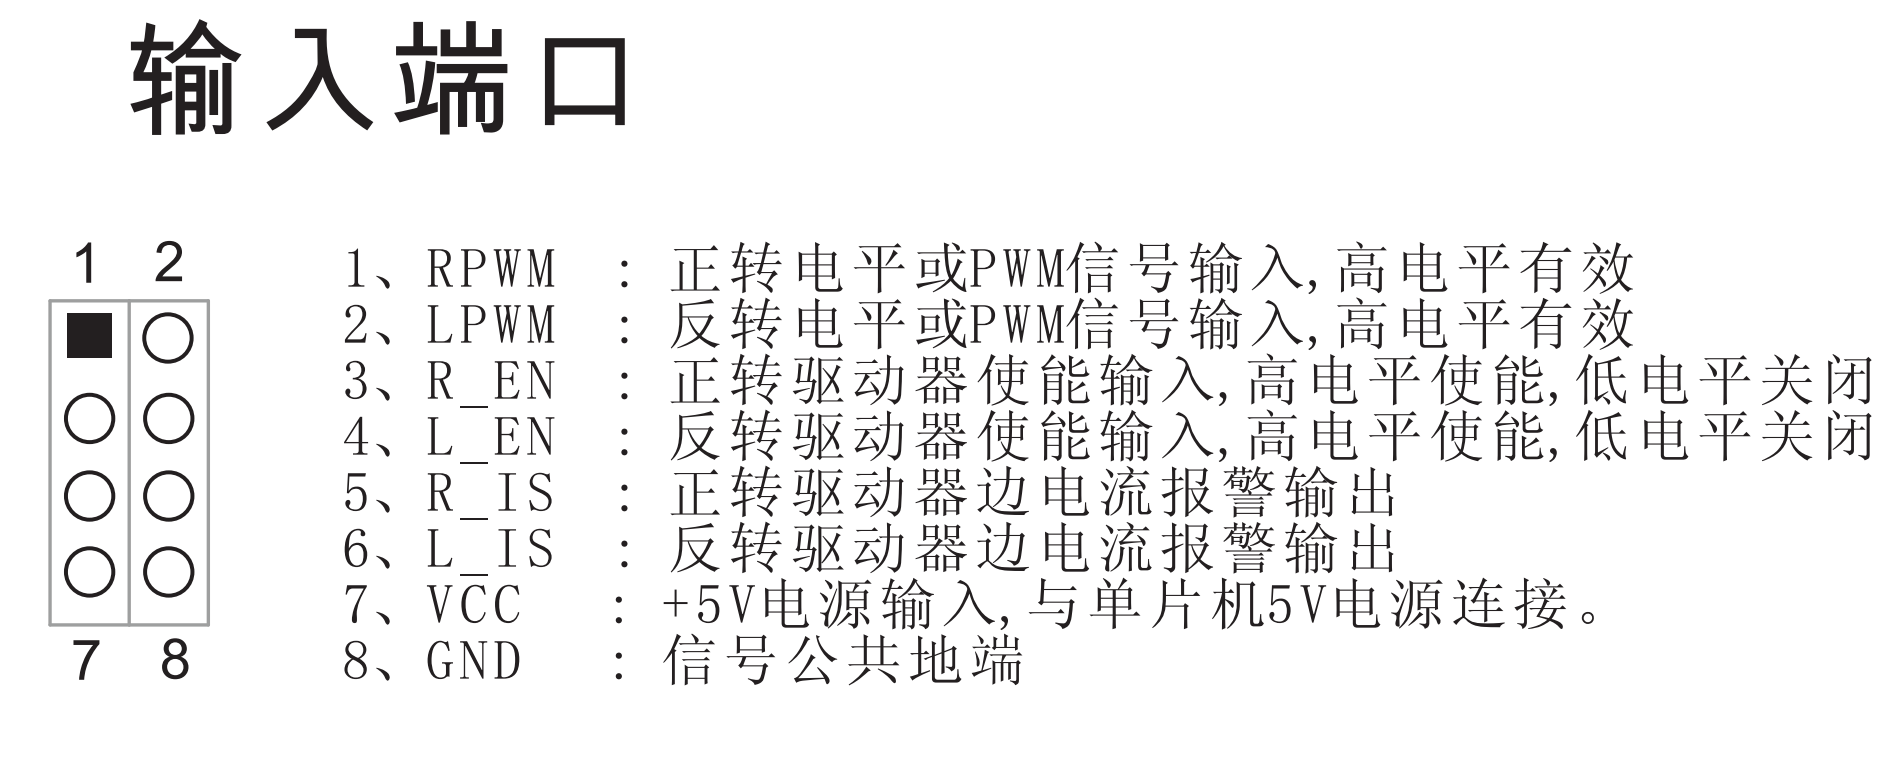 输入端口
1 2
1、RPWM : 正转电平或PWM信号输入,高电平有效
2、LPWM : 反转电平或PWM信号输入,高电平有效
3、R_EN : 正转驱动器使能输入,高电平使能,低电平关闭
4、L_EN : 反转驱动器使能输入,高电平使能,低电平关闭
5、R_IS : 正转驱动器边电流报警输出
6、L_IS : 反转驱动器边电流报警输出
7、VCC : +5V电源输入,与单片机5V电源连接。
8、GND : 信号公共地端
7 8